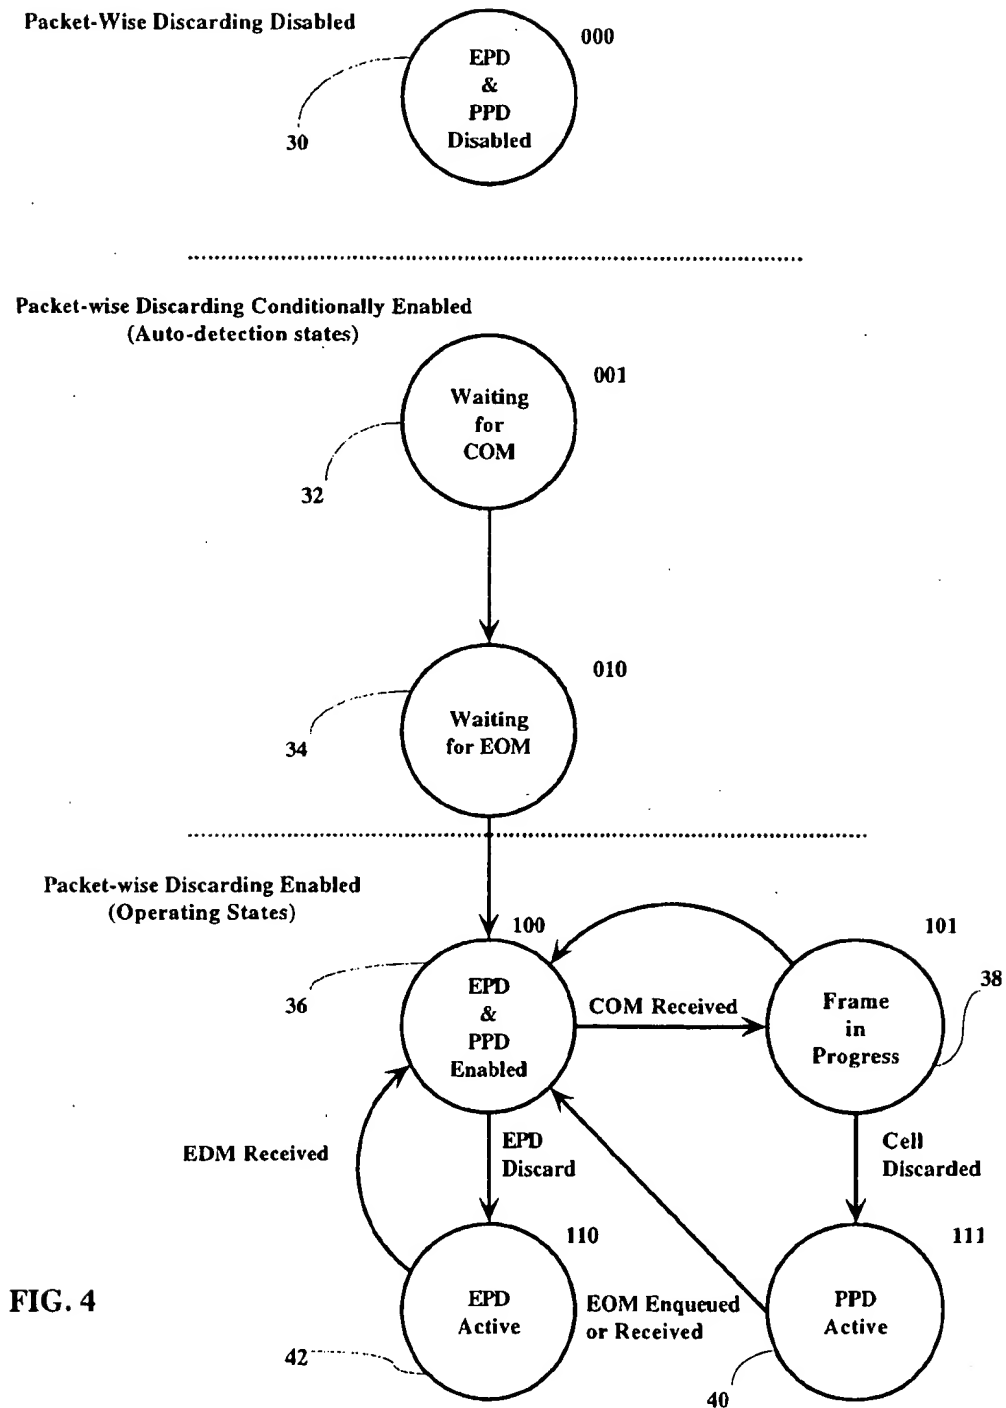 Packet-Wise Discarding Disabled
000
EPD
&
PPD
Disabled
30
Packet-wise Discarding Conditionally Enabled
(Auto-detection states)
001
Waiting
for
COM
32
010
Waiting
for EOM
34
Packet-wise Discarding Enabled
(Operating States)
100
101
EPD
&
PPD
Enabled
36
COM Received
Frame
in
Progress
38
EDM Received
EPD
Discard
Cell
Discarded
110
111
EPD
Active
42
EOM Enqueued
or Received
PPD
Active
40
FIG. 4